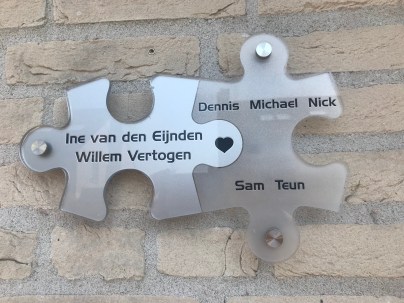 Ine van den Eijnden
Willem Vertogen
Dennis Michael Nick
Sam Teun